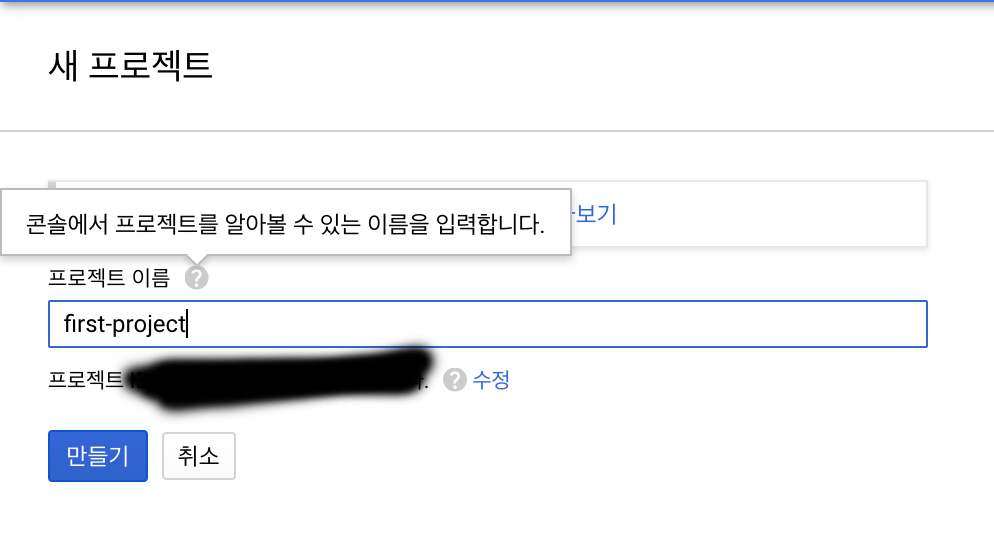 새 프로젝트
콘솔에서 프로젝트를 알아볼 수 있는 이름을 입력합니다.
보기
프로젝트 이름 ?
first-project
프로젝트 ? 수정
만들기 취소